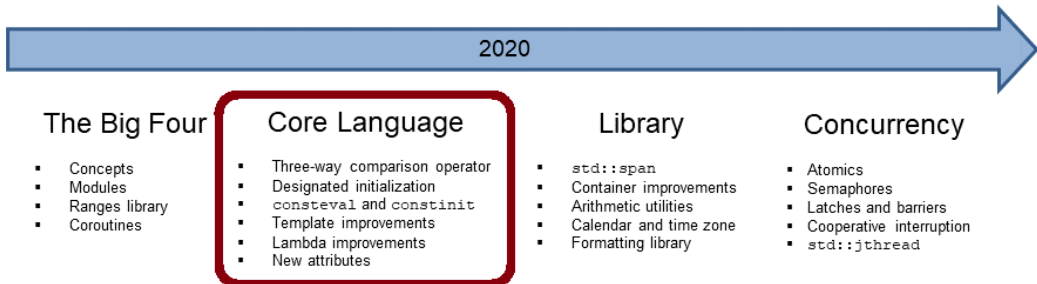 2020
The Big Four
▪ Concepts
▪ Modules
▪ Ranges library
▪ Coroutines
Core Language
▪ Three-way comparison operator
▪ Designated initialization
▪ consteval and constinit
▪ Template improvements
▪ Lambda improvements
▪ New attributes
Library
▪ std::span
▪ Container improvements
▪ Arithmetic utilities
▪ Calendar and time zone
▪ Formatting library
Concurrency
▪ Atomics
▪ Semaphores
▪ Latches and barriers
▪ Cooperative interruption
▪ std::jthread